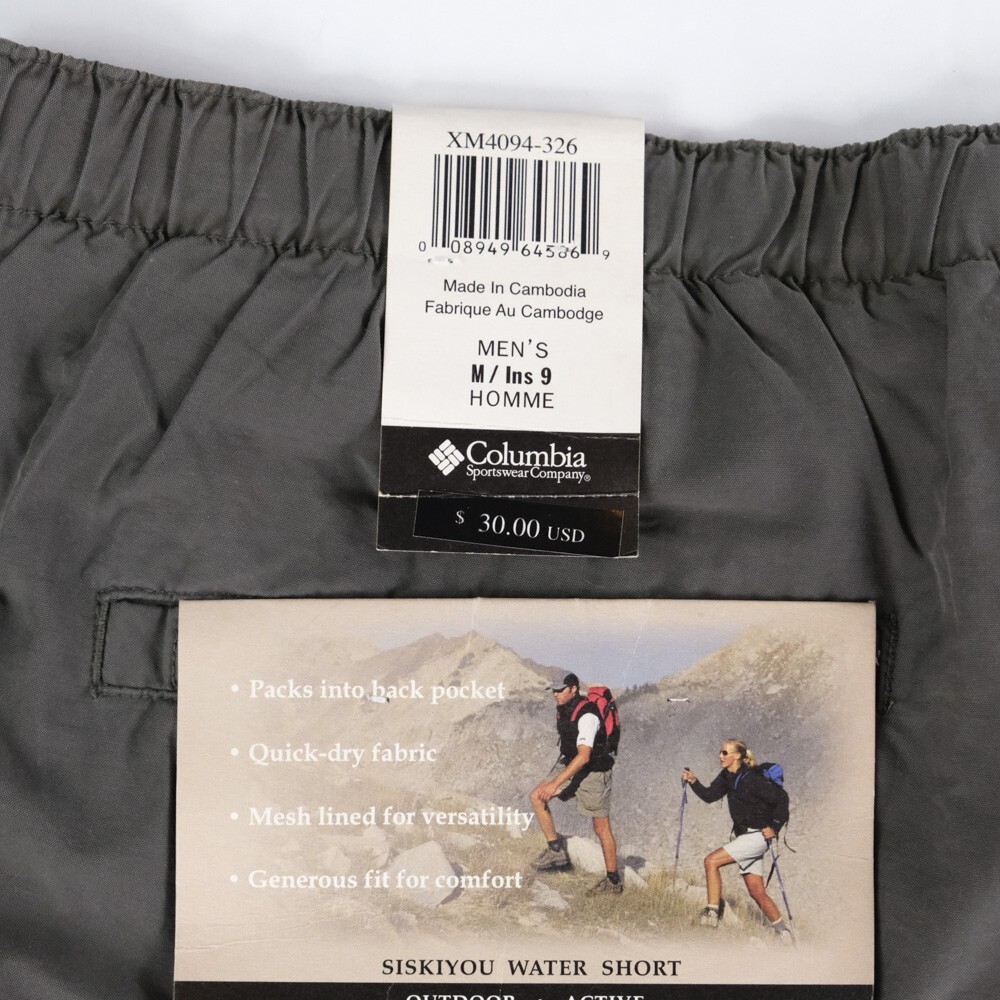 XM4094-326
0 08949 64536 9
Made In Cambodia
Fabrique Au Cambodge
MEN'S
M / Ins 9
HOMME
Columbia
Sportswear Company®
$ 30.00 USD
• Packs into back pocket
• Quick-dry fabric
• Mesh lined for versatility
• Generous fit for comfort
SISKIYOU WATER SHORT
OUTDOOR • ACTIVE